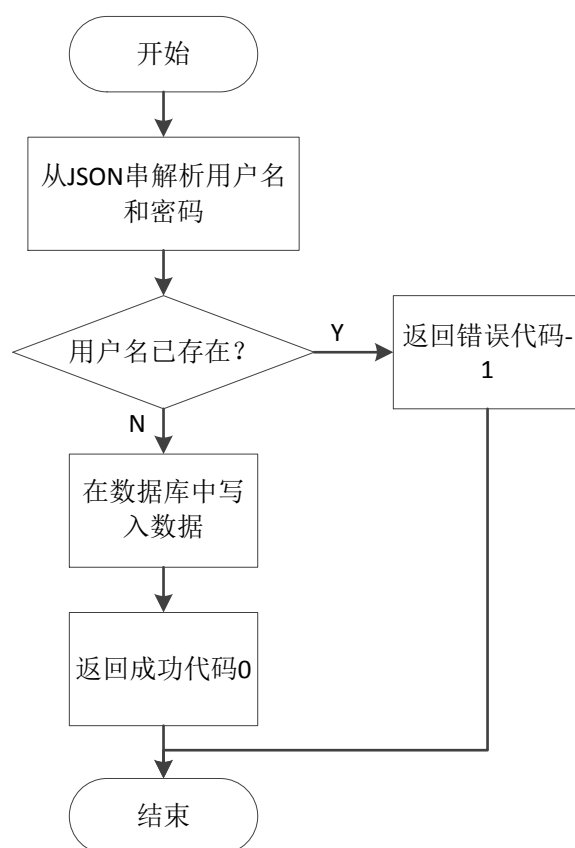 开始
从JSON串解析用户名
和密码
用户名已存在？
Y
返回错误代码-
1
N
在数据库中写
入数据
返回成功代码0
结束